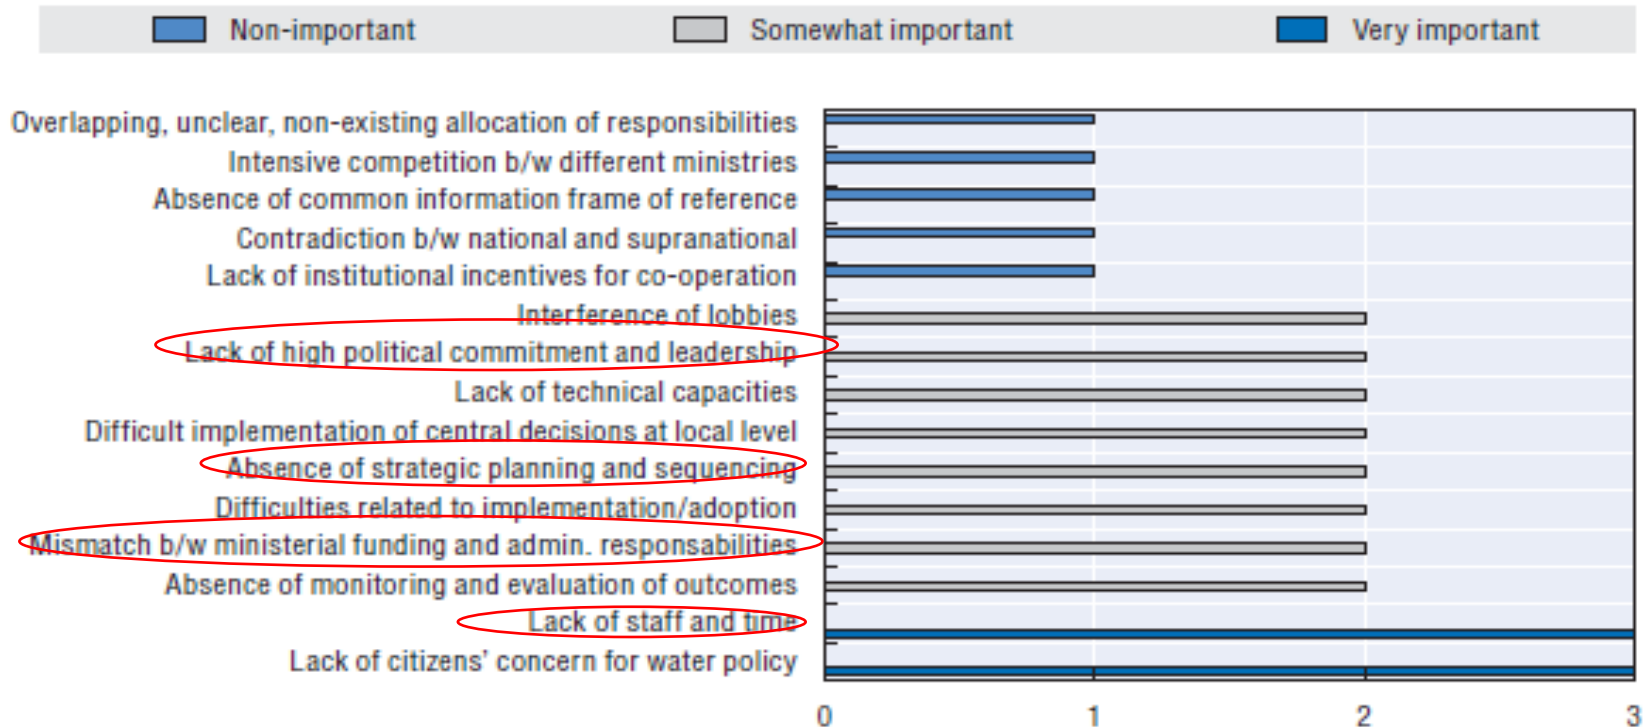 Non-important Somewhat important Very important
Overlapping, unclear, non-existing allocation of responsibilities
Intensive competition b/w different ministries
Absence of common information frame of reference
Contradiction b/w national and supranational
Lack of institutional incentives for co-operation
Interference of lobbies
Lack of high political commitment and leadership
Lack of technical capacities
Difficult implementation of central decisions at local level
Absence of strategic planning and sequencing
Difficulties related to implementation/adoption
Mismatch b/w ministerial funding and admin. responsabilities
Absence of monitoring and evaluation of outcomes
Lack of staff and time
Lack of citizens' concern for water policy
0 1 2 3